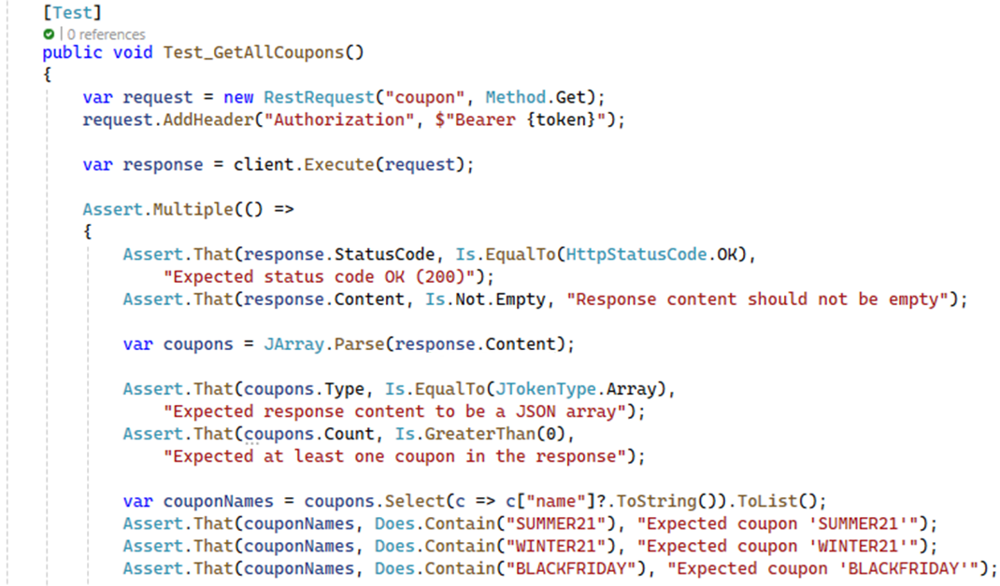 [Test]
| 0 references
public void Test_GetAllCoupons()
{
    var request = new RestRequest("coupon", Method.Get);
    request.AddHeader("Authorization", $"Bearer {token}");

    var response = client.Execute(request);

    Assert.Multiple(() =>
    {
        Assert.That(response.StatusCode, Is.EqualTo(HttpStatusCode.OK),
            "Expected status code OK (200)");
        Assert.That(response.Content, Is.Not.Empty, "Response content should not be empty");

        var coupons = JArray.Parse(response.Content);

        Assert.That(coupons.Type, Is.EqualTo(JTokenType.Array),
            "Expected response content to be a JSON array");
        Assert.That(coupons.Count, Is.GreaterThan(0),
            "Expected at least one coupon in the response");

        var couponNames = coupons.Select(c => c["name"]?.ToString()).ToList();
        Assert.That(couponNames, Does.Contain("SUMMER21"), "Expected coupon 'SUMMER21'");
        Assert.That(couponNames, Does.Contain("WINTER21"), "Expected coupon 'WINTER21'");
        Assert.That(couponNames, Does.Contain("BLACKFRIDAY"), "Expected coupon 'BLACKFRIDAY'");